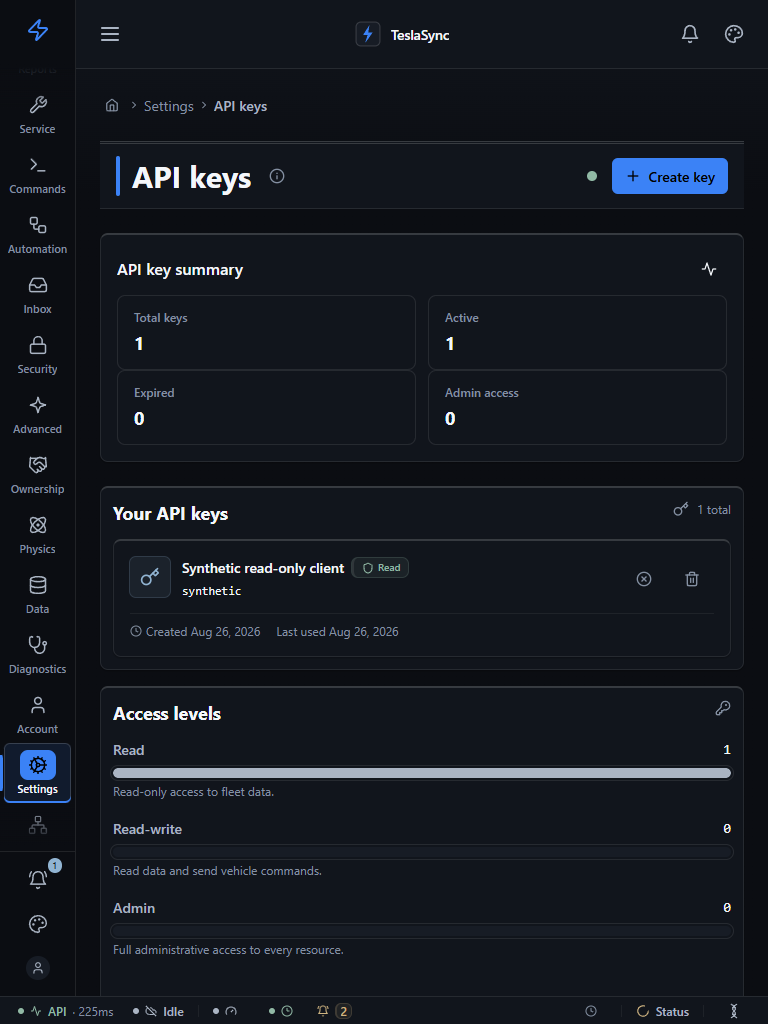 TeslaSync
Reports
Service
Commands
Automation
Inbox
Security
Advanced
Ownership
Physics
Data
Diagnostics
Account
Settings
1
Settings
API keys
API keys
Create key
API key summary
Total keys
1
Active
1
Expired
0
Admin access
0
Your API keys
1 total
Synthetic read-only client
Read
synthetic
Created Aug 26, 2026
Last used Aug 26, 2026
Access levels
Read
1
Read-only access to fleet data.
Read-write
0
Read data and send vehicle commands.
Admin
0
Full administrative access to every resource.
API · 225ms
Idle
2
Status